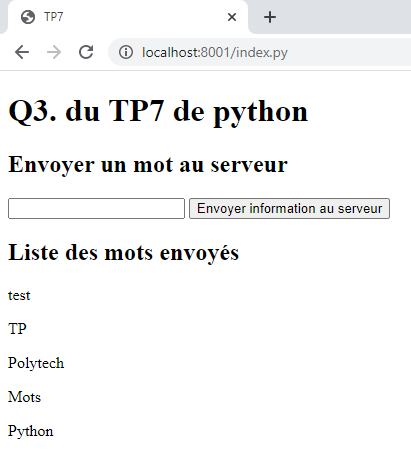 TP7
localhost:8001/index.py
Q3. du TP7 de python
Envoyer un mot au serveur
Envoyer information au serveur
Liste des mots envoyés
test
TP
Polytech
Mots
Python